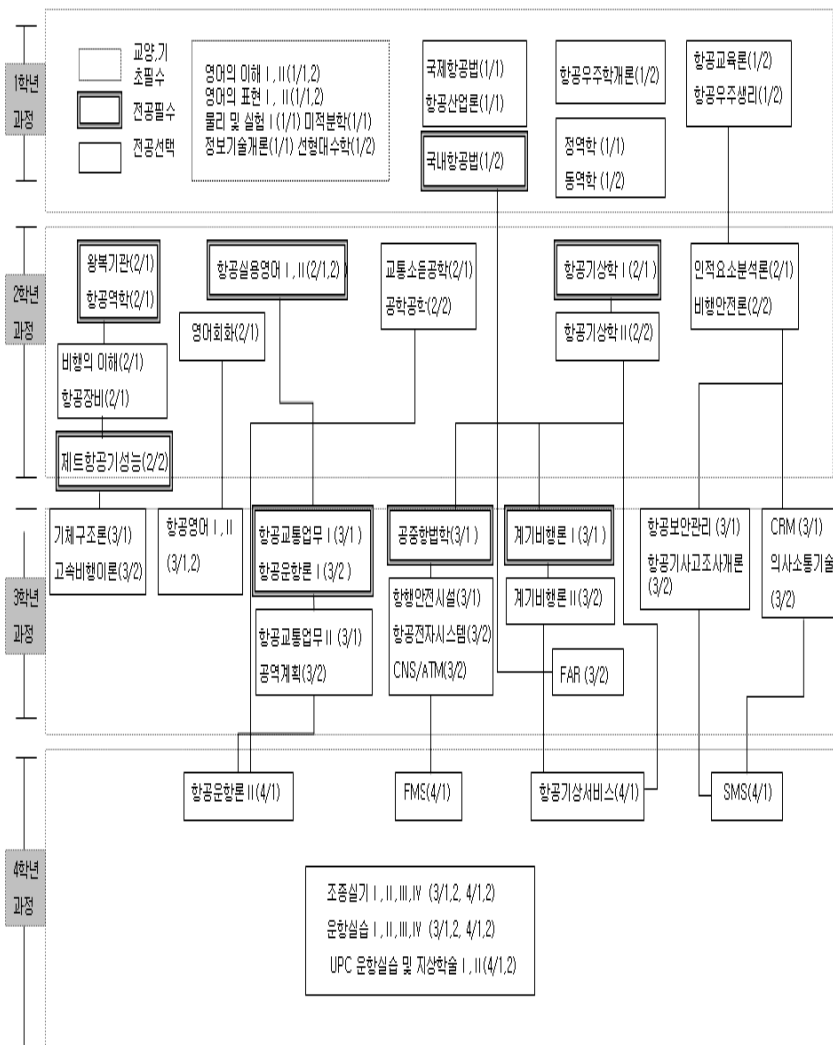 1학년
과정
교양,기
초필수
전공필수
전공선택
영어의 이해 I, II(1/1,2)
영어의 표현 I, II(1/1,2)
물리 및 실험 I(1/1) 미적분학(1/1)
정보기술개론(1/1) 선형대수학(1/2)
국제항공법(1/1)
항공산업론(1/1)
국내항공법(1/2)
항공우주학개론(1/2)
정역학 (1/1)
동역학 (1/2)
항공교육론(1/2)
항공우주생리(1/2)
2학년
과정
왕복기관(2/1)
항공역학(2/1)
비행의 이해(2/1)
항공장비(2/1)
제트항공기성능(2/2)
항공실용영어 I, II(2/1,2)
영어회화(2/1)
교통소음공학(2/1)
공학공학(2/2)
항공기상학 I (2/1)
항공기상학 II(2/2)
인적요소분석론(2/1)
비행안전론(2/2)
3학년
과정
기체구조론(3/1)
고속비행이론(3/2)
항공영어 I, II
(3/1,2)
항공교통업무 I (3/1)
항공운항론 I (3/2)
항공교통업무 II(3/1)
공역계획(3/2)
공중항법학(3/1)
항행안전시설(3/1)
항공전자시스템(3/2)
CNS/ATM(3/2)
계기비행론 I (3/1)
계기비행론 II(3/2)
FAR (3/2)
항공보안관리 (3/1)
항공기사고조사개론
(3/2)
CRM (3/1)
의사소통기술
(3/2)
4학년
과정
항공운항론 II(4/1)
FMS(4/1)
항공기상서비스(4/1)
SMS(4/1)
조종실기 I, II, III, IV (3/1,2, 4/1,2)
운항실습 I, II, III, IV (3/1,2, 4/1,2)
UPC 운항실습 및 지상학술 I, II(4/1,2)